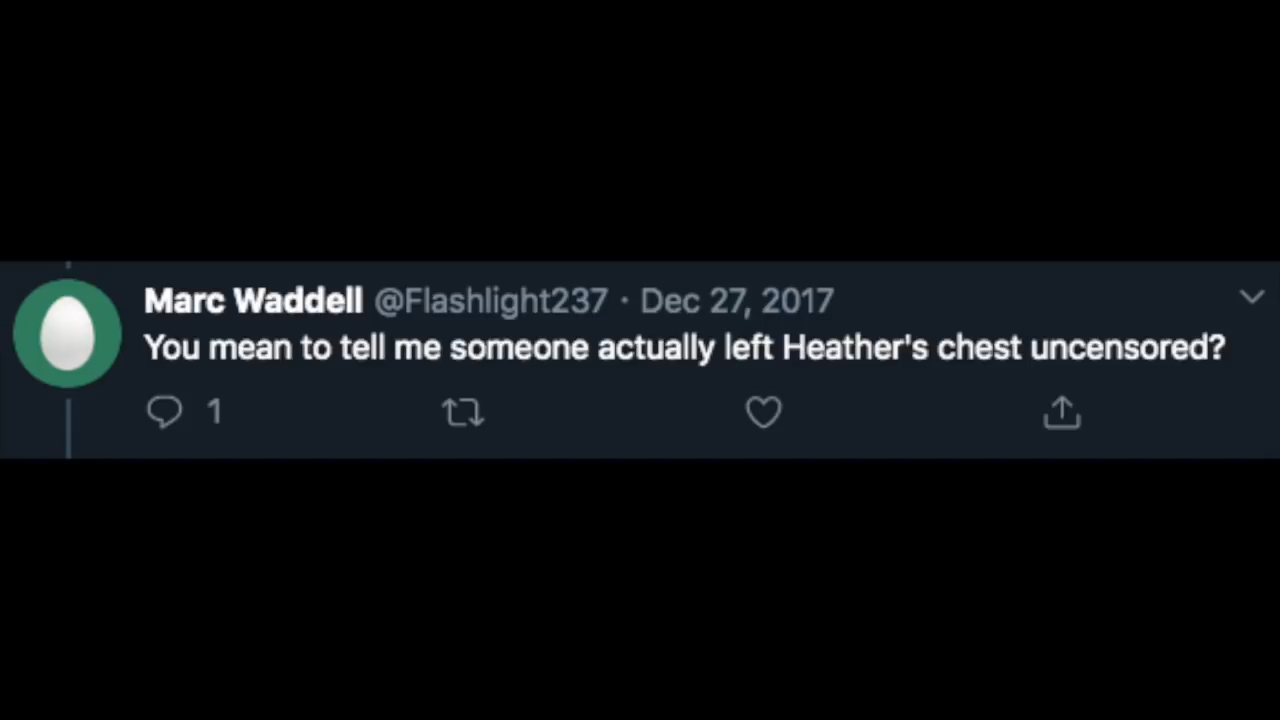 Marc Waddell @Flashlight237 · Dec 27, 2017
You mean to tell me someone actually left Heather's chest uncensored?
1